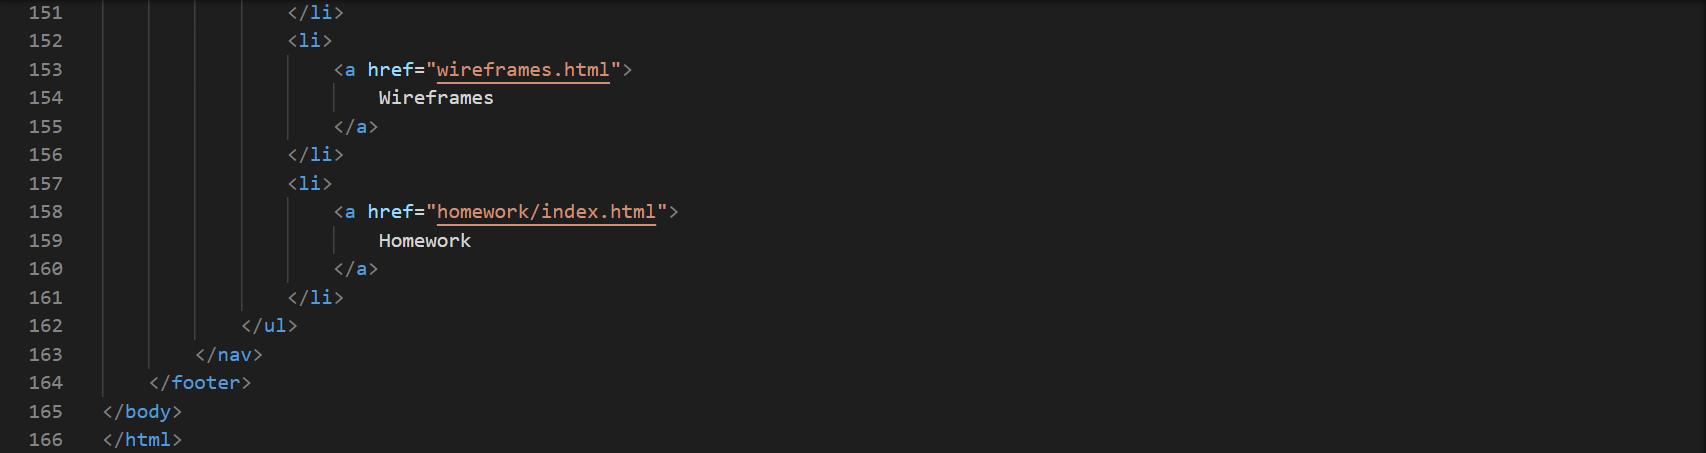 151 </li>
152 <li>
153 <a href="wireframes.html">
154 Wireframes
155 </a>
156 </li>
157 <li>
158 <a href="homework/index.html">
159 Homework
160 </a>
161 </li>
162 </ul>
163 </nav>
164 </footer>
165 </body>
166 </html>